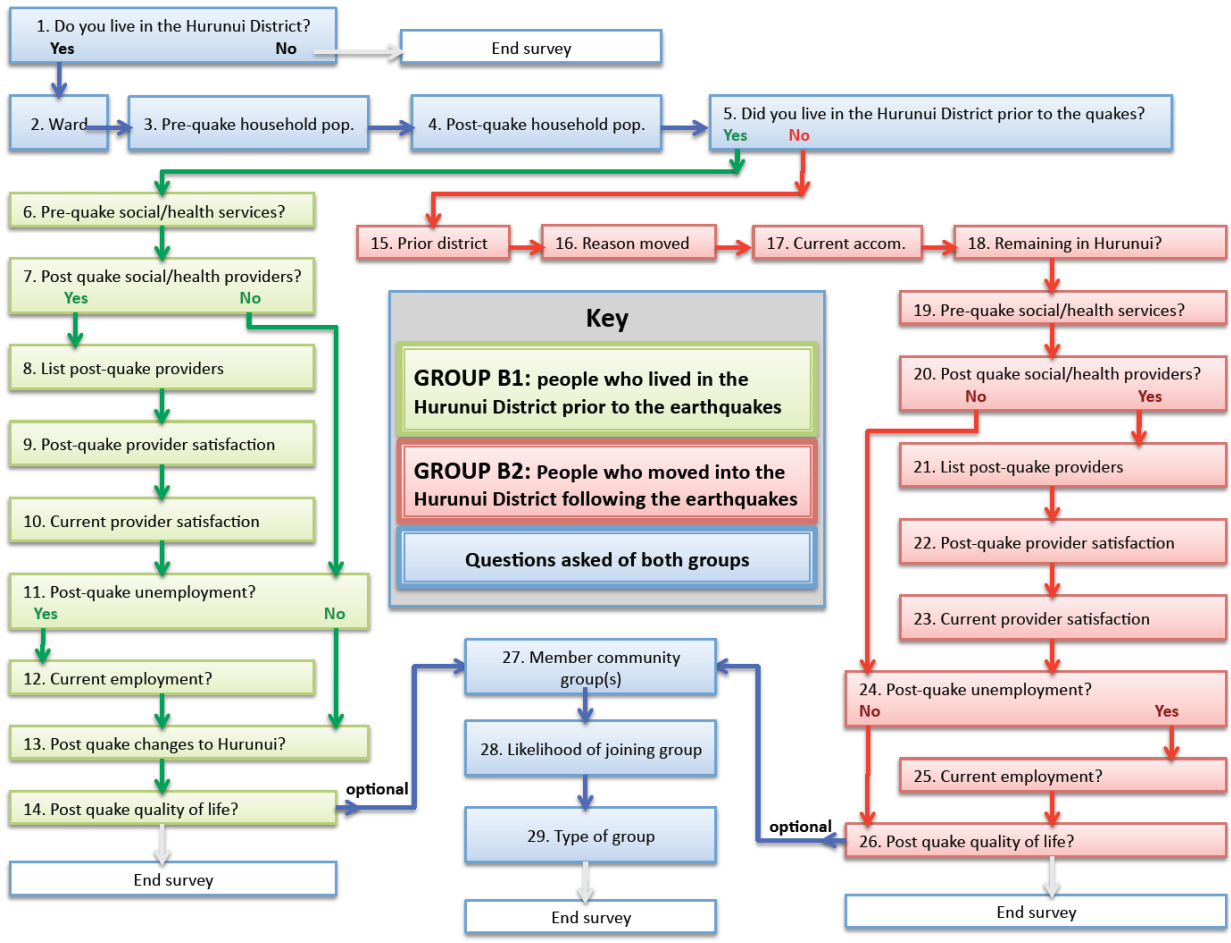 1. Do you live in the Hurunui District?
Yes No
End survey
2. Ward
3. Pre-quake household pop.
4. Post-quake household pop.
5. Did you live in the Hurunui District prior to the quakes?
Yes No
6. Pre-quake social/health services?
7. Post quake social/health providers?
Yes No
8. List post-quake providers
9. Post-quake provider satisfaction
10. Current provider satisfaction
11. Post-quake unemployment?
Yes No
12. Current employment?
13. Post quake changes to Hurunui?
14. Post quake quality of life?
optional
End survey
15. Prior district
16. Reason moved
17. Current accom.
18. Remaining in Hurunui?
19. Pre-quake social/health services?
20. Post quake social/health providers?
No Yes
21. List post-quake providers
22. Post-quake provider satisfaction
23. Current provider satisfaction
24. Post-quake unemployment?
No Yes
25. Current employment?
26. Post quake quality of life?
optional
End survey
Key
GROUP B1: people who lived in the
Hurunui District prior to the earthquakes
GROUP B2: People who moved into the
Hurunui District following the earthquakes
Questions asked of both groups
27. Member community
group(s)
28. Likelihood of joining group
29. Type of group
End survey